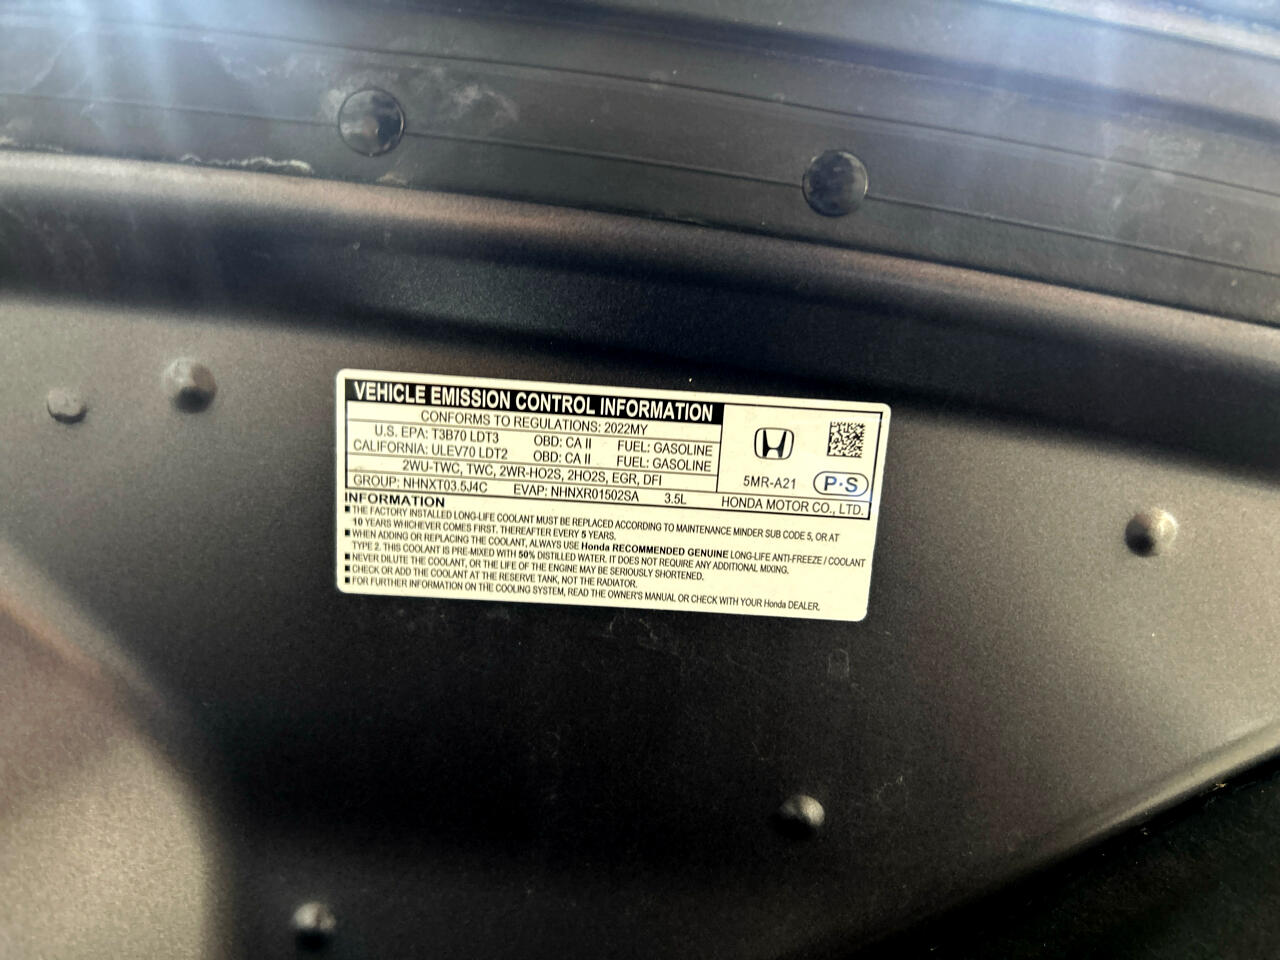 VEHICLE EMISSION CONTROL INFORMATION
CONFORMS TO REGULATIONS: 2022MY
U.S. EPA: T3B70 LDT3 OBD: CA II FUEL: GASOLINE
CALIFORNIA: ULEV70 LDT2 OBD: CA II FUEL: GASOLINE
2WU-TWC, TWC, 2WR-HO2S, 2HO2S, EGR, DFI
GROUP: NHNXT03.5J4C EVAP: NHNXR01502SA 3.5L
5MR-A21 P·S
HONDA MOTOR CO., LTD.
INFORMATION
■ THE FACTORY INSTALLED LONG-LIFE COOLANT MUST BE REPLACED ACCORDING TO MAINTENANCE MINDER SUB CODE 5, OR AT
10 YEARS WHICHEVER COMES FIRST. THEREAFTER EVERY 5 YEARS.
■ WHEN ADDING OR REPLACING THE COOLANT, ALWAYS USE Honda RECOMMENDED GENUINE LONG-LIFE ANTI-FREEZE / COOLANT
TYPE 2. THIS COOLANT IS PRE-MIXED WITH 50% DISTILLED WATER. IT DOES NOT REQUIRE ANY ADDITIONAL MIXING.
■ NEVER DILUTE THE COOLANT, OR THE LIFE OF THE ENGINE MAY BE SERIOUSLY SHORTENED.
■ CHECK OR ADD THE COOLANT AT THE RESERVE TANK, NOT THE RADIATOR.
■ FOR FURTHER INFORMATION ON THE COOLING SYSTEM, READ THE OWNER'S MANUAL OR CHECK WITH YOUR Honda DEALER.